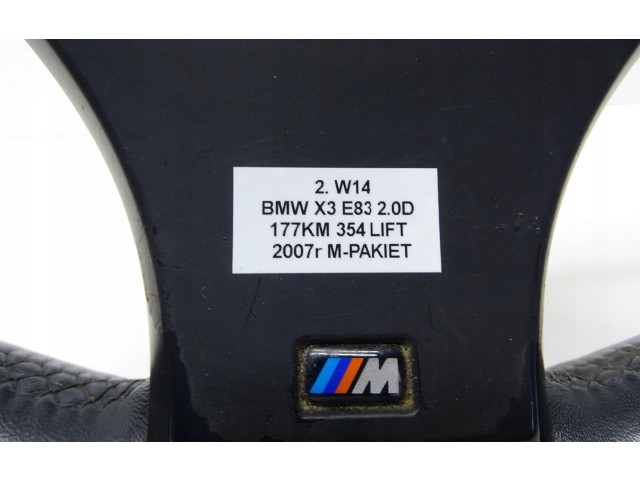 2. W14
BMW X3 E83 2.0D
177KM 354 LIFT
2007r M-PAKIET
M